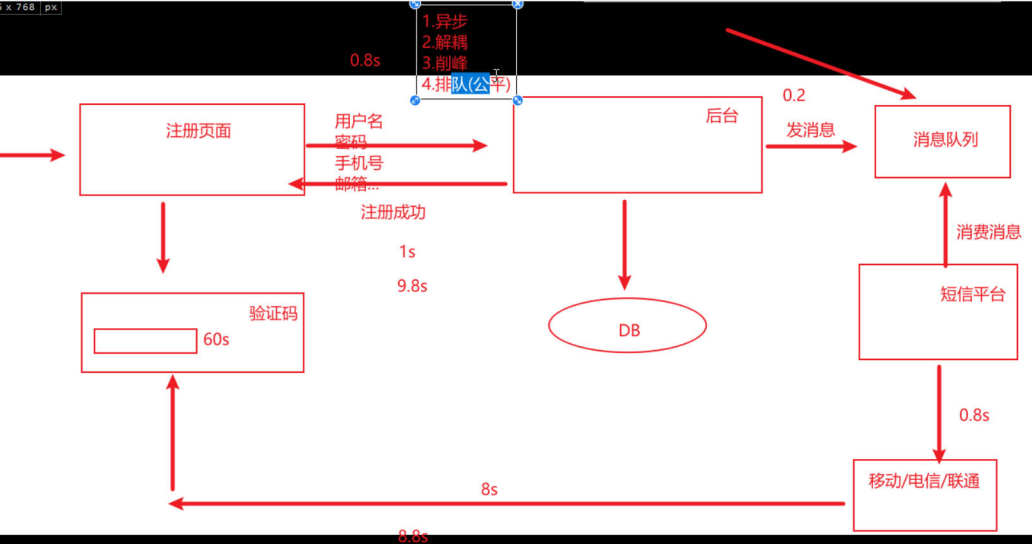 x 768 px
1.异步
2.解耦
3.削峰
4.排队(公平)
0.8s
注册页面
用户名
密码
手机号
邮箱...
注册成功
1s
9.8s
后台
0.2
发消息
消息队列
消费消息
短信平台
验证码
60s
DB
0.8s
移动/电信/联通
8s
8.8s